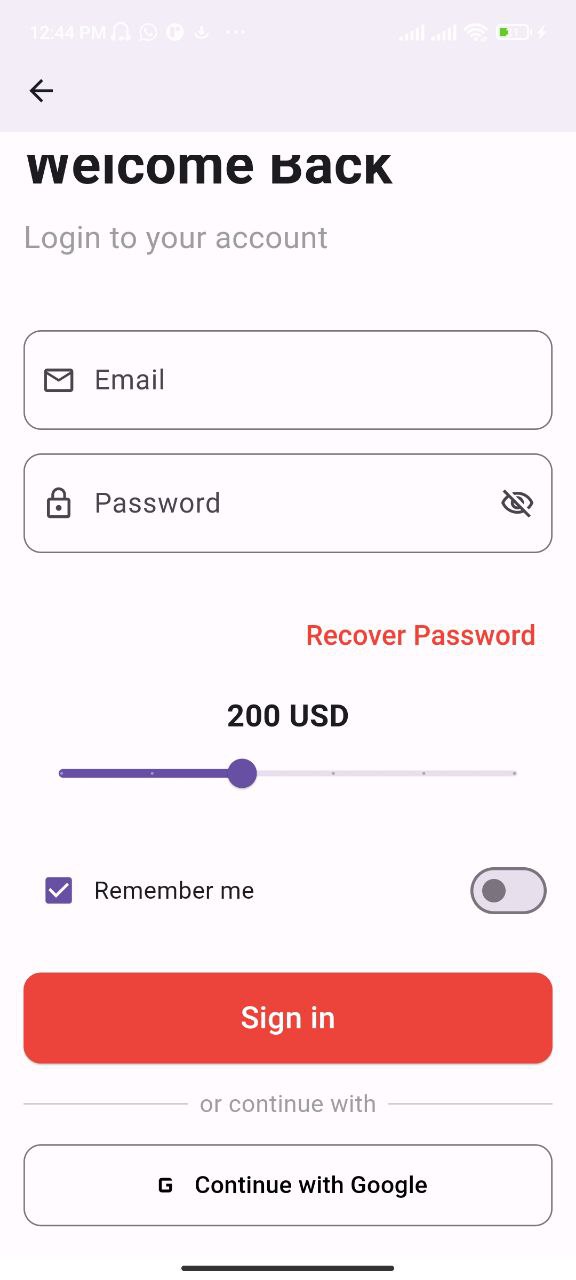 12:44 PM
Welcome Back
Login to your account
Email
Password
Recover Password
200 USD
Remember me
Sign in
or continue with
G Continue with Google